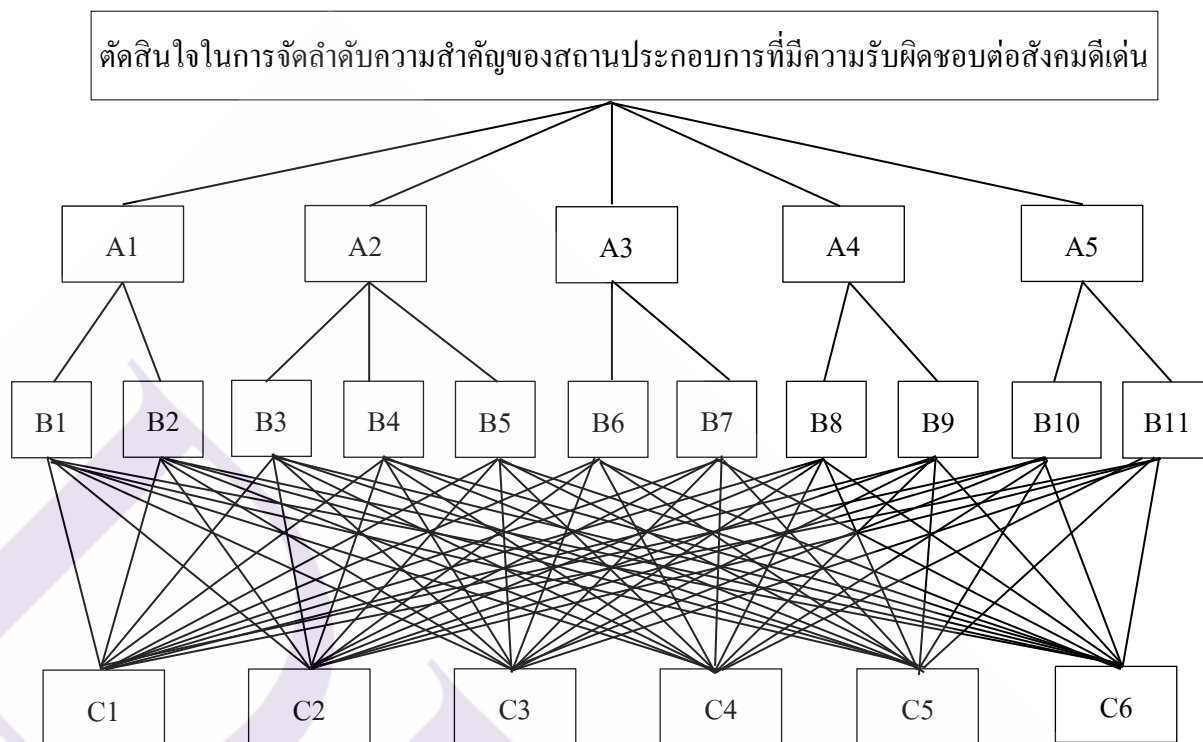 ตัดสินใจในการจัดลำดับความสำคัญของสถานประกอบการที่มีความรับผิดชอบต่อสังคมดีเด่น
A1 A2 A3 A4 A5
B1 B2 B3 B4 B5 B6 B7 B8 B9 B10 B11
C1 C2 C3 C4 C5 C6